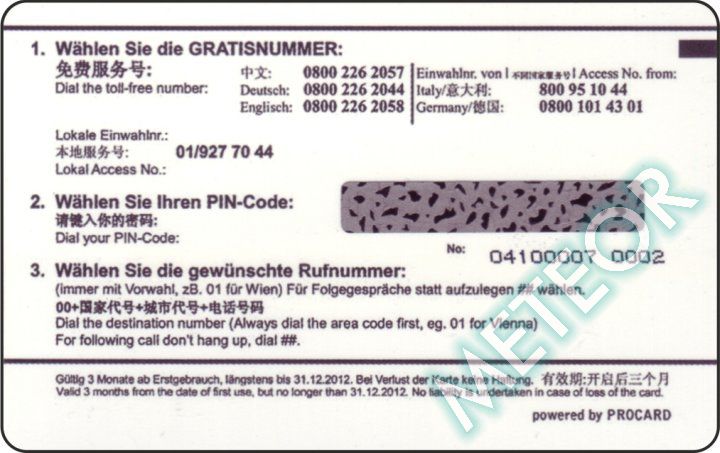 1. Wählen Sie die GRATISNUMMER:
免费服务号:
Dial the toll-free number:
中文: 0800 226 2057
Deutsch: 0800 226 2044
Englisch: 0800 226 2058
Einwahlnr. von | 不同国家服务号 | Access No. from:
Italy/意大利: 800 95 10 44
Germany/德国: 0800 101 43 01
Lokale Einwahlnr.:
本地服务号: 01/927 70 44
Lokal Access No.:
2. Wählen Sie Ihren PIN-Code:
请键入你的密码:
Dial your PIN-Code:
No: 04100007 0002
3. Wählen Sie die gewünschte Rufnummer:
(immer mit Vorwahl, zB. 01 für Wien) Für Folgegespräche statt aufzulegen ## wählen.
00+国家代号+城市代号+电话号码
Dial the destination number (Always dial the area code first, eg. 01 for Vienna)
For following call don't hang up, dial ##.
Gültig 3 Monate ab Erstgebrauch, längstens bis 31.12.2012. Bei Verlust der Karte keine Haftung. 有效期:开启后三个月
Valid 3 months from the date of first use, but no longer than 31.12.2012. No liability is undertaken in case of loss of the card.
powered by PROCARD
METEOR